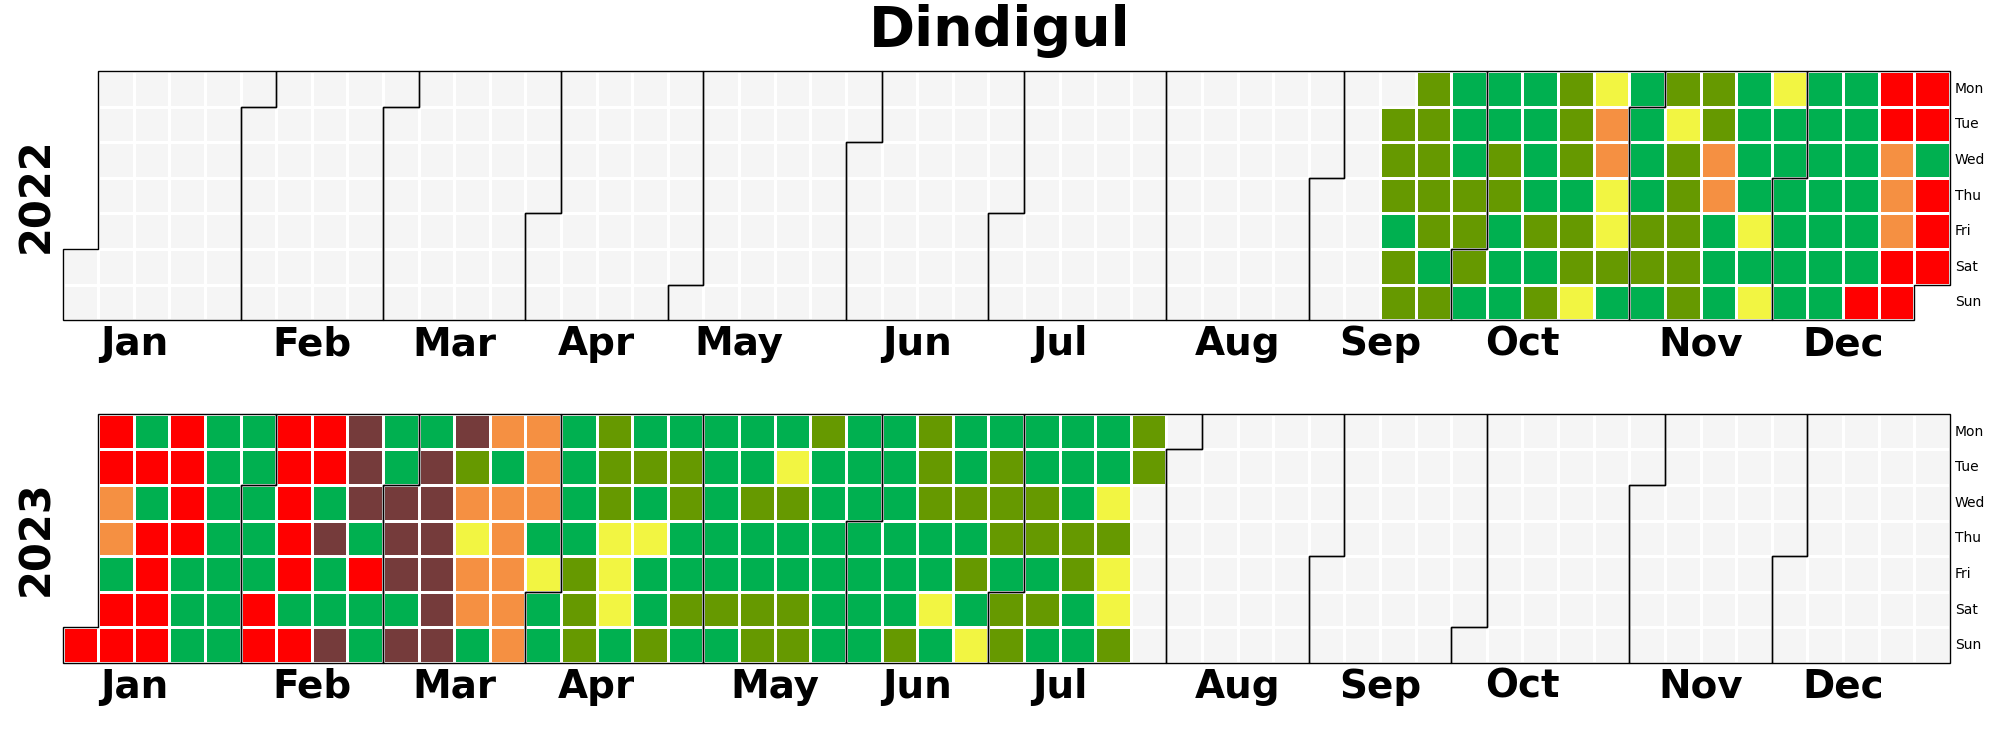 Dindigul
2022
Mon
Tue
Wed
Thu
Fri
Sat
Sun
Jan Feb Mar Apr May Jun Jul Aug Sep Oct Nov Dec
2023
Mon
Tue
Wed
Thu
Fri
Sat
Sun
Jan Feb Mar Apr May Jun Jul Aug Sep Oct Nov Dec